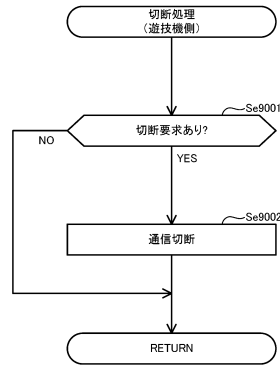 切断処理
（遊技機側）
Se9001
切断要求あり?
NO
YES
Se9002
通信切断
RETURN